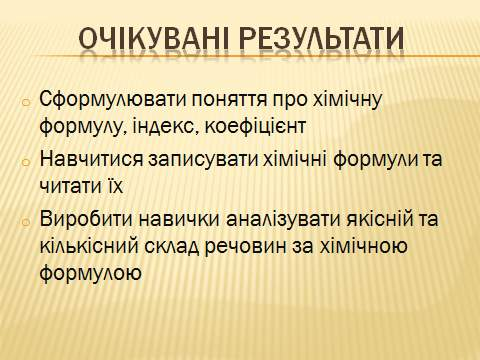 ОЧІКУВАНІ РЕЗУЛЬТАТИ
Сформулювати поняття про хімічну
формулу, індекс, коефіцієнт
Навчитися записувати хімічні формули та
читати їх
Виробити навички аналізувати якісній та
кількісний склад речовин за хімічною
формулою